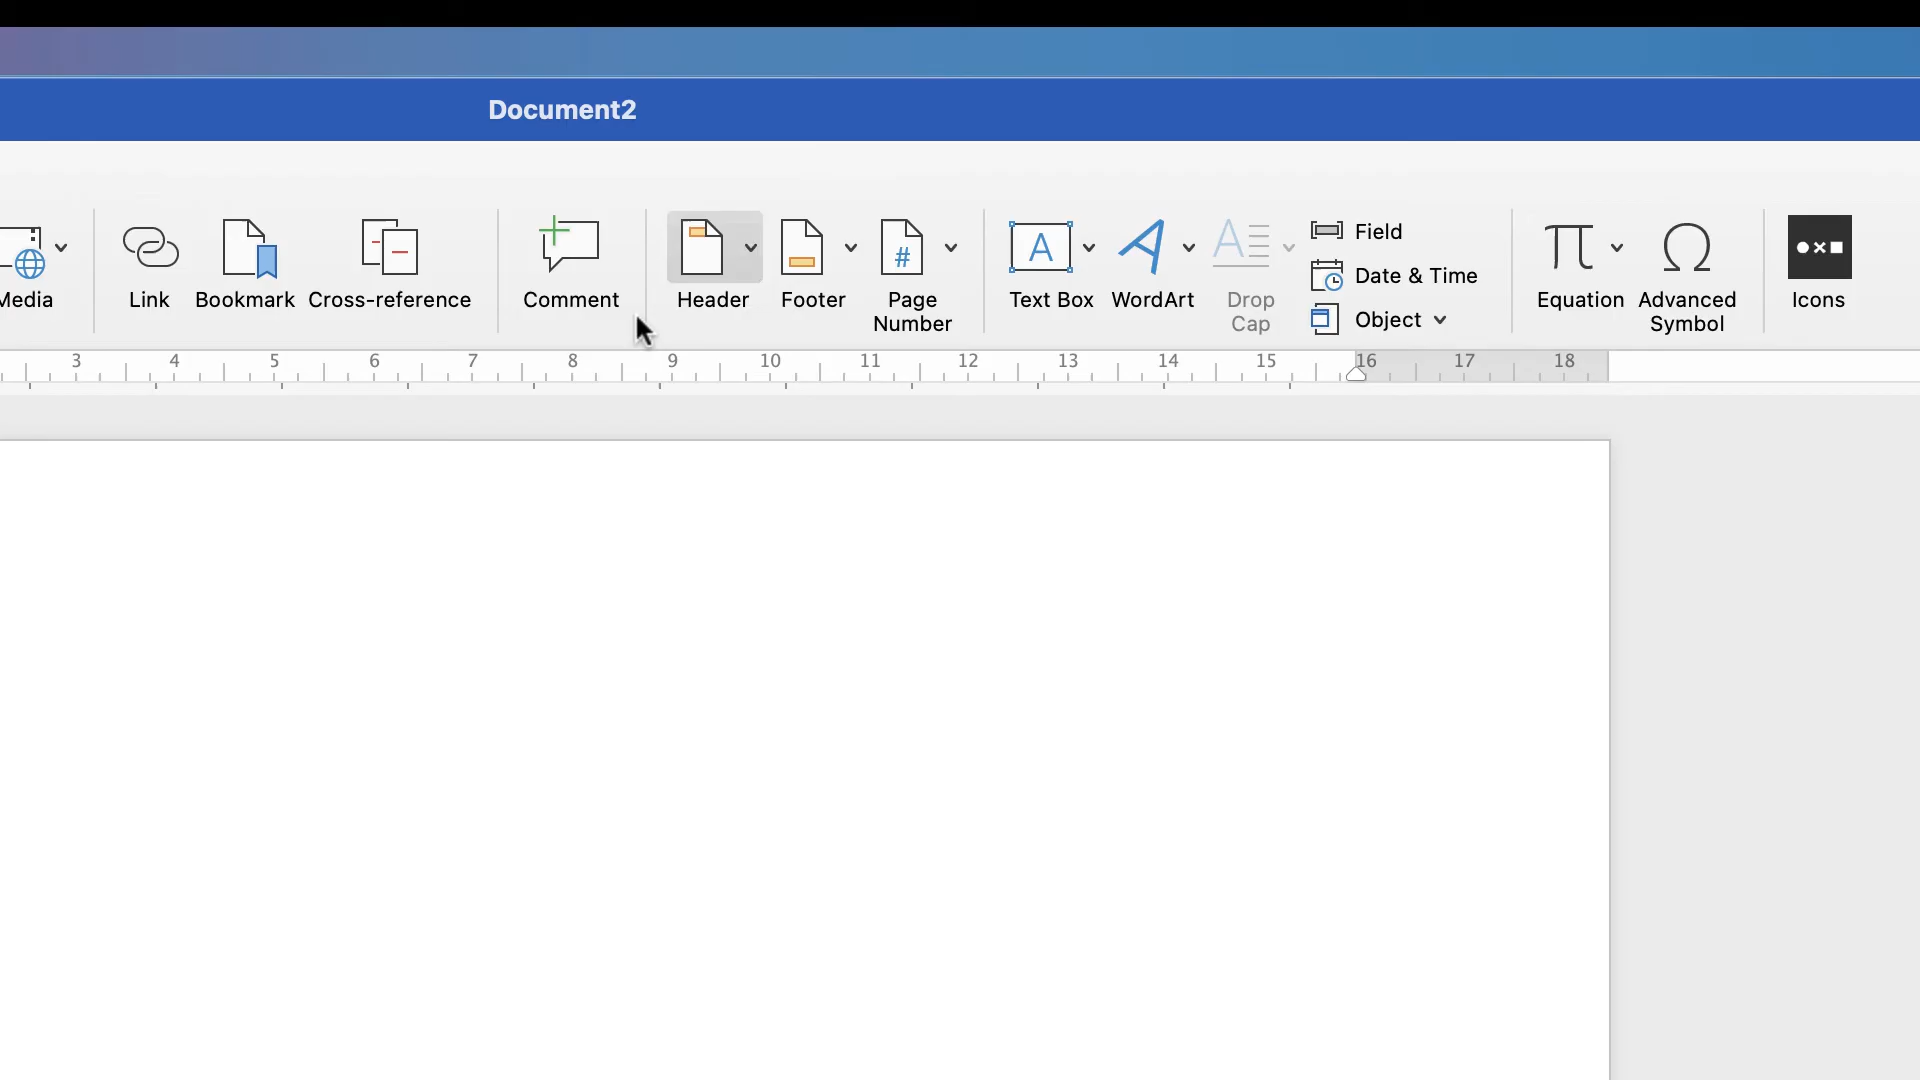 Document2
Media
Link
Bookmark
Cross-reference
Comment
Header
Footer
#
Page
Number
A
Text Box
WordArt
Drop
Cap
Field
Date & Time
Object
π
Equation
Ω
Advanced
Symbol
Icons
3 4 5 6 7 8 9 10 11 12 13 14 15 16 17 18